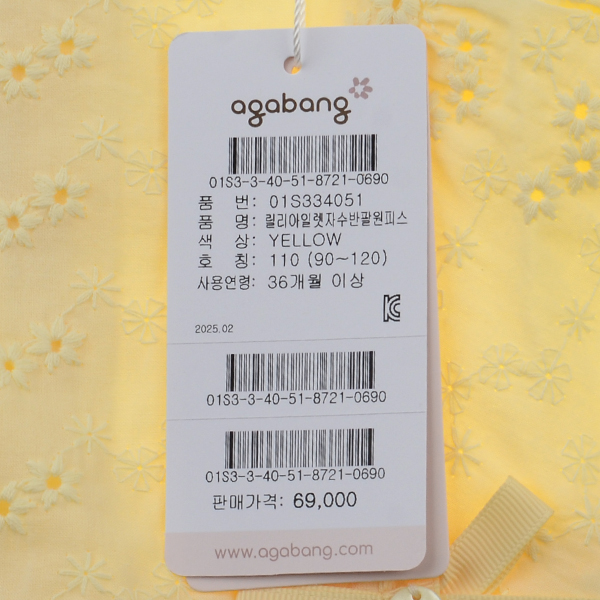 agabang
01S3-3-40-51-8721-0690
품 번: 01S334051
품 명: 릴리아일렛자수반팔원피스
색 상: YELLOW
호 칭: 110 (90~120)
사용연령: 36개월 이상
KC
2025.02
01S3-3-40-51-8721-0690
01S3-3-40-51-8721-0690
판매가격: 69,000
www.agabang.com